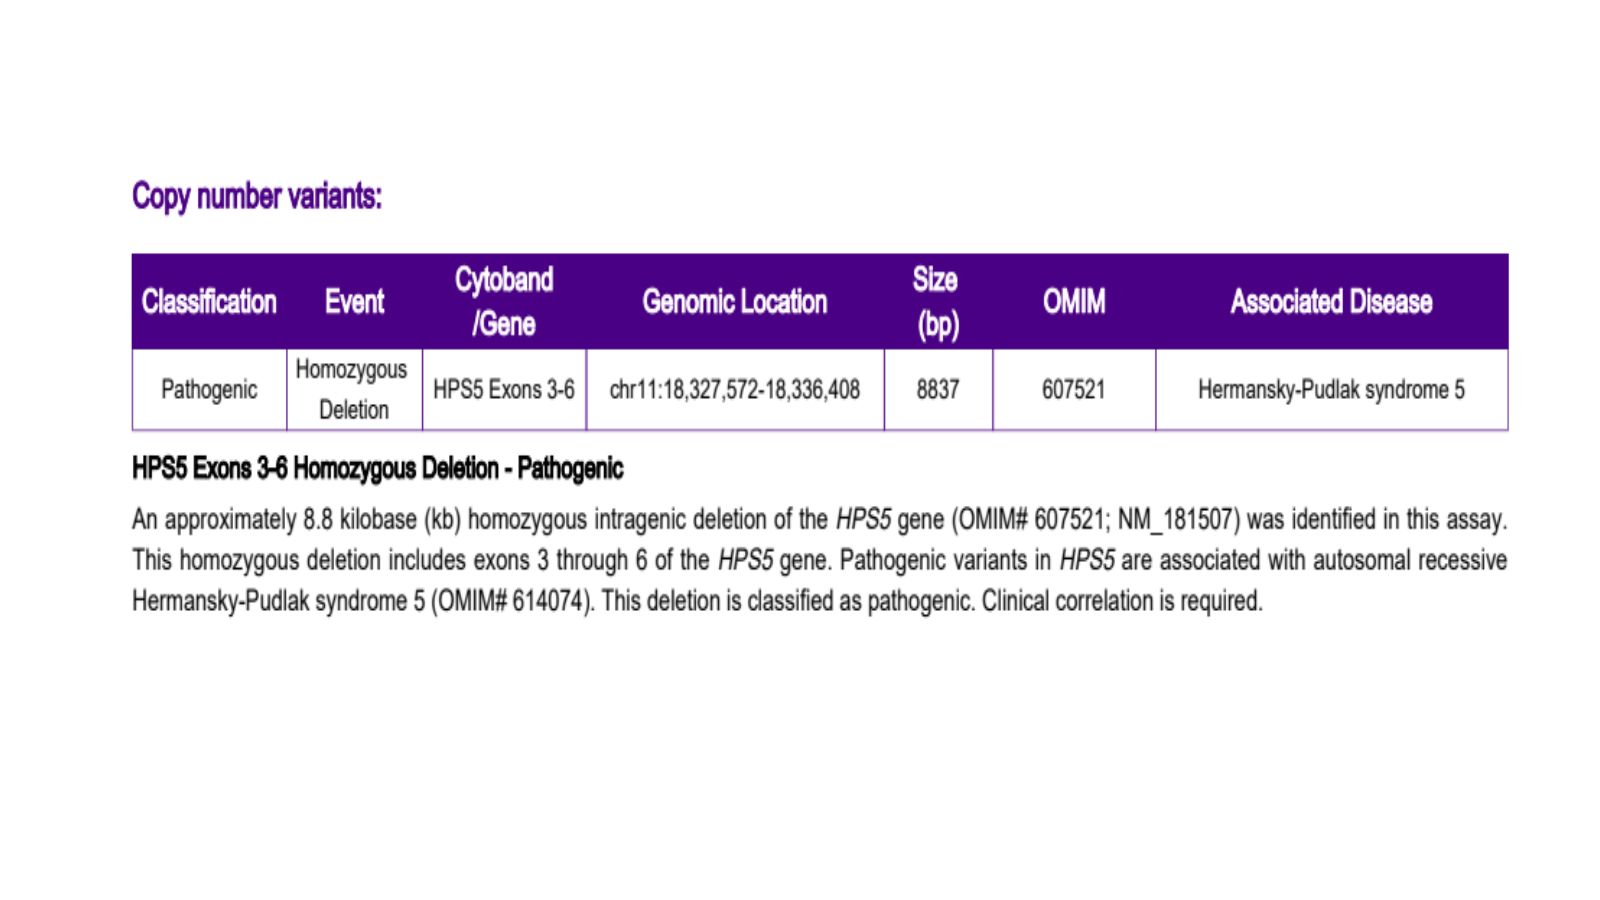 Copy number variants:
Classification Event Cytoband /Gene Genomic Location Size (bp) OMIM Associated Disease
Pathogenic Homozygous Deletion HPS5 Exons 3-6 chr11:18,327,572-18,336,408 8837 607521 Hermansky-Pudlak syndrome 5
HPS5 Exons 3-6 Homozygous Deletion - Pathogenic
An approximately 8.8 kilobase (kb) homozygous intragenic deletion of the HPS5 gene (OMIM# 607521; NM_181507) was identified in this assay.
This homozygous deletion includes exons 3 through 6 of the HPS5 gene. Pathogenic variants in HPS5 are associated with autosomal recessive
Hermansky-Pudlak syndrome 5 (OMIM# 614074). This deletion is classified as pathogenic. Clinical correlation is required.